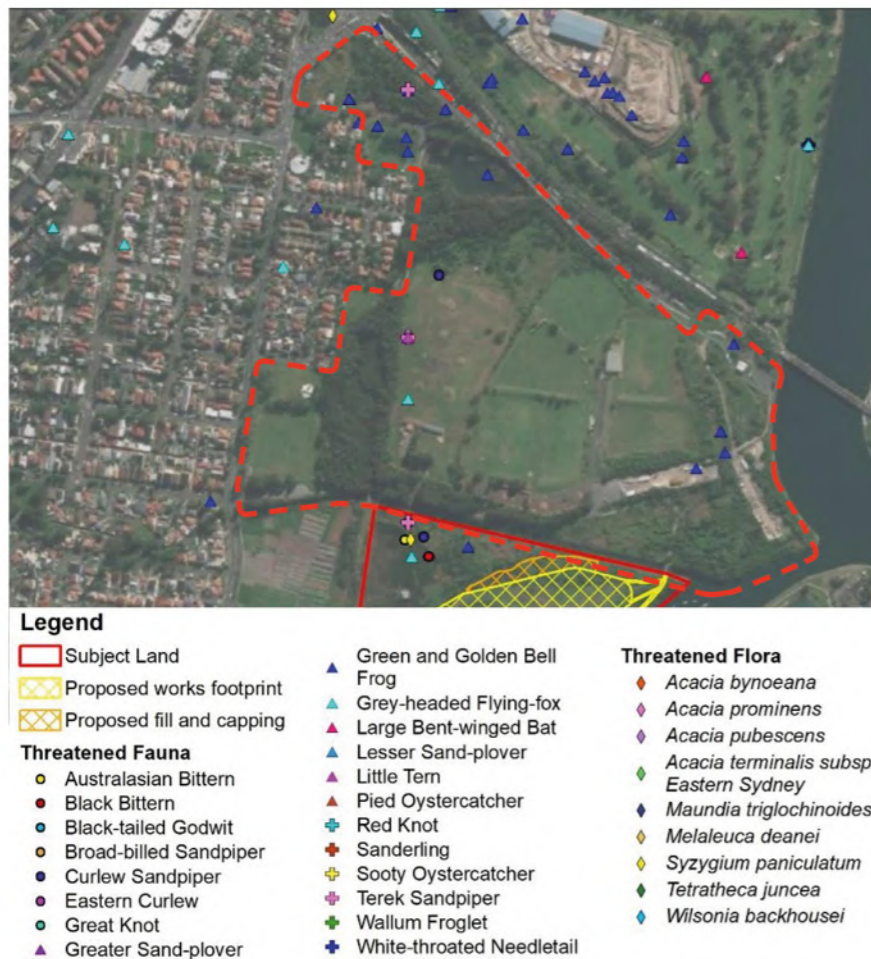 Legend
Subject Land
Proposed works footprint
Proposed fill and capping
Threatened Fauna
Australasian Bittern
Black Bittern
Black-tailed Godwit
Broad-billed Sandpiper
Curlew Sandpiper
Eastern Curlew
Great Knot
Greater Sand-plover
Green and Golden Bell
Frog
Grey-headed Flying-fox
Large Bent-winged Bat
Lesser Sand-plover
Little Tern
Pied Oystercatcher
Red Knot
Sanderling
Sooty Oystercatcher
Terek Sandpiper
Wallum Froglet
White-throated Needletail
Threatened Flora
Acacia bynoeana
Acacia prominens
Acacia pubescens
Acacia terminalis subsp
Eastern Sydney
Maundia triglochinoides
Melaleuca deanei
Syzygium paniculatum
Tetratheca juncea
Wilsonia backhousei